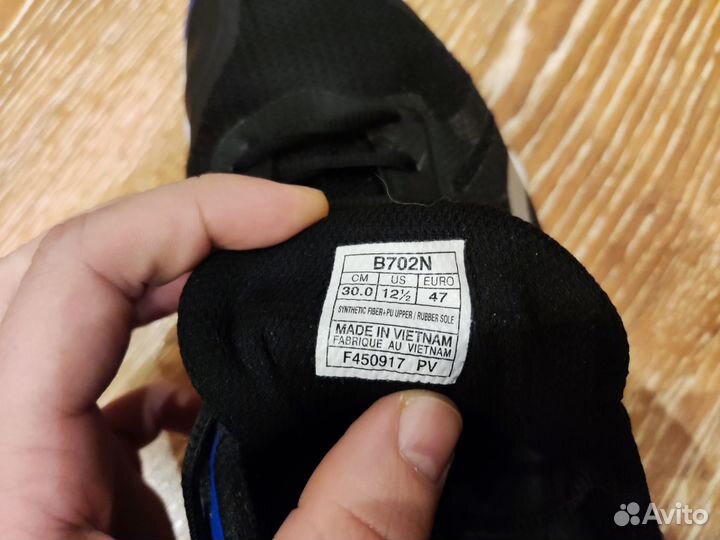 B702N
CM US EURO
30.0 12½ 47
SYNTHETIC FIBER+PU UPPER / RUBBER SOLE
MADE IN VIETNAM
FABRIQUE AU VIETNAM
F450917 PV
Avito